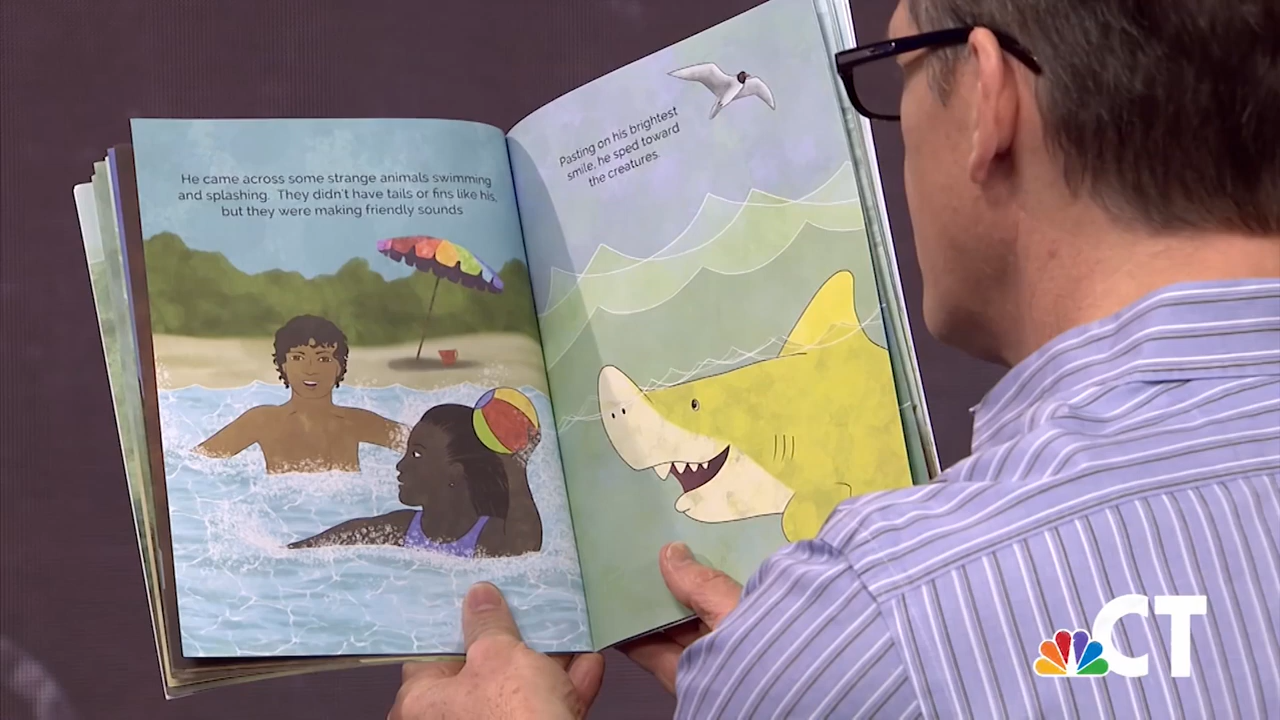 He came across some strange animals swimming
and splashing. They didn't have tails or fins like his,
but they were making friendly sounds
Pasting on his brightest
smile, he sped toward
the creatures.
CT